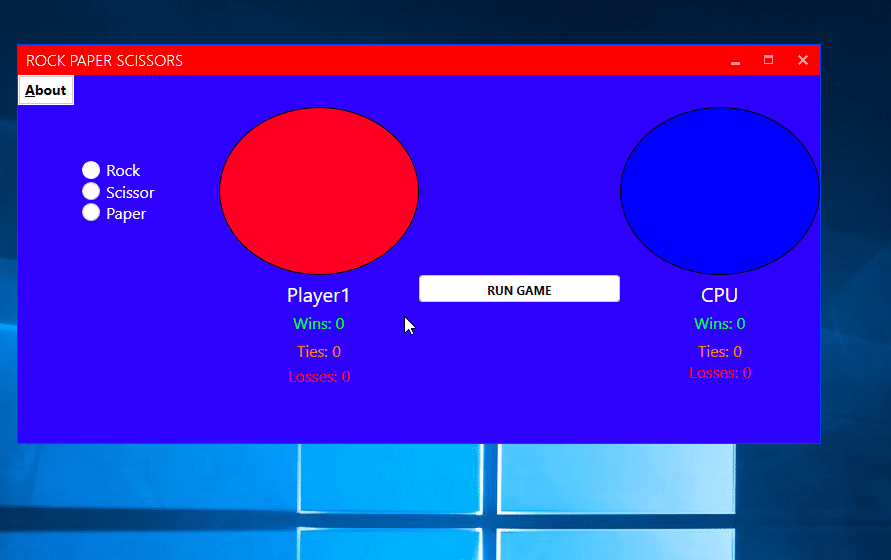 ROCK PAPER SCISSORS
About
Rock
Scissor
Paper
RUN GAME
Player1
Wins: 0
Ties: 0
Losses: 0
CPU
Wins: 0
Ties: 0
Losses: 0